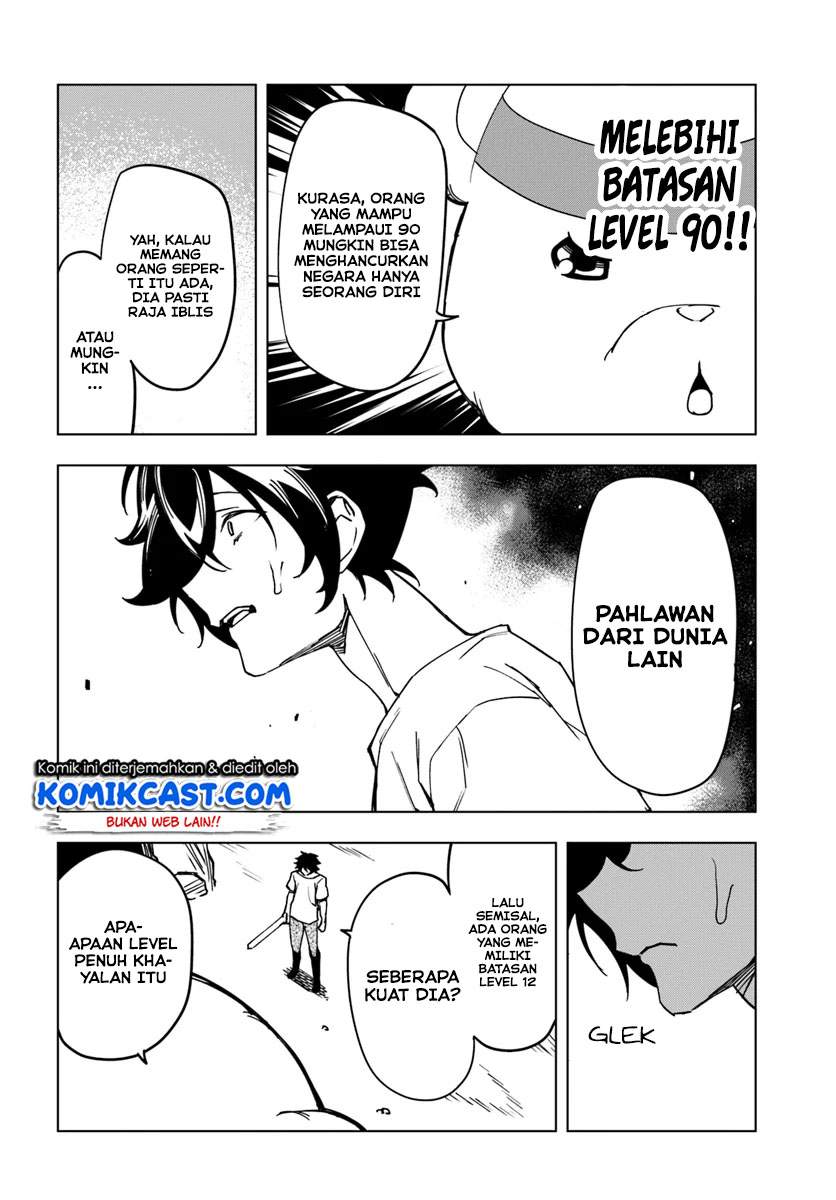 MELEBIHI
BATASAN
LEVEL 90!!
KURASA, ORANG
YANG MAMPU
MELAMPAUI 90
MUNGKIN BISA
MENGHANCURKAN
NEGARA HANYA
SEORANG DIRI
YAH, KALAU
MEMANG
ORANG SEPER-
TI ITU ADA,
DIA PASTI
RAJA IBLIS
ATAU
MUNG-
KIN
...
PAHLAWAN
DARI DUNIA
LAIN
Komik ini diterjemahkan & diedit oleh
KOMIKCAST.COM
BUKAN WEB LAIN!!
GLEK
LALU
SEMISAL,
ADA ORANG
YANG ME-
MILIKI
BATASAN
LEVEL 12
SEBERAPA
KUAT DIA?
APA-
APAAN LEVEL
PENUH KHA-
YALAN ITU